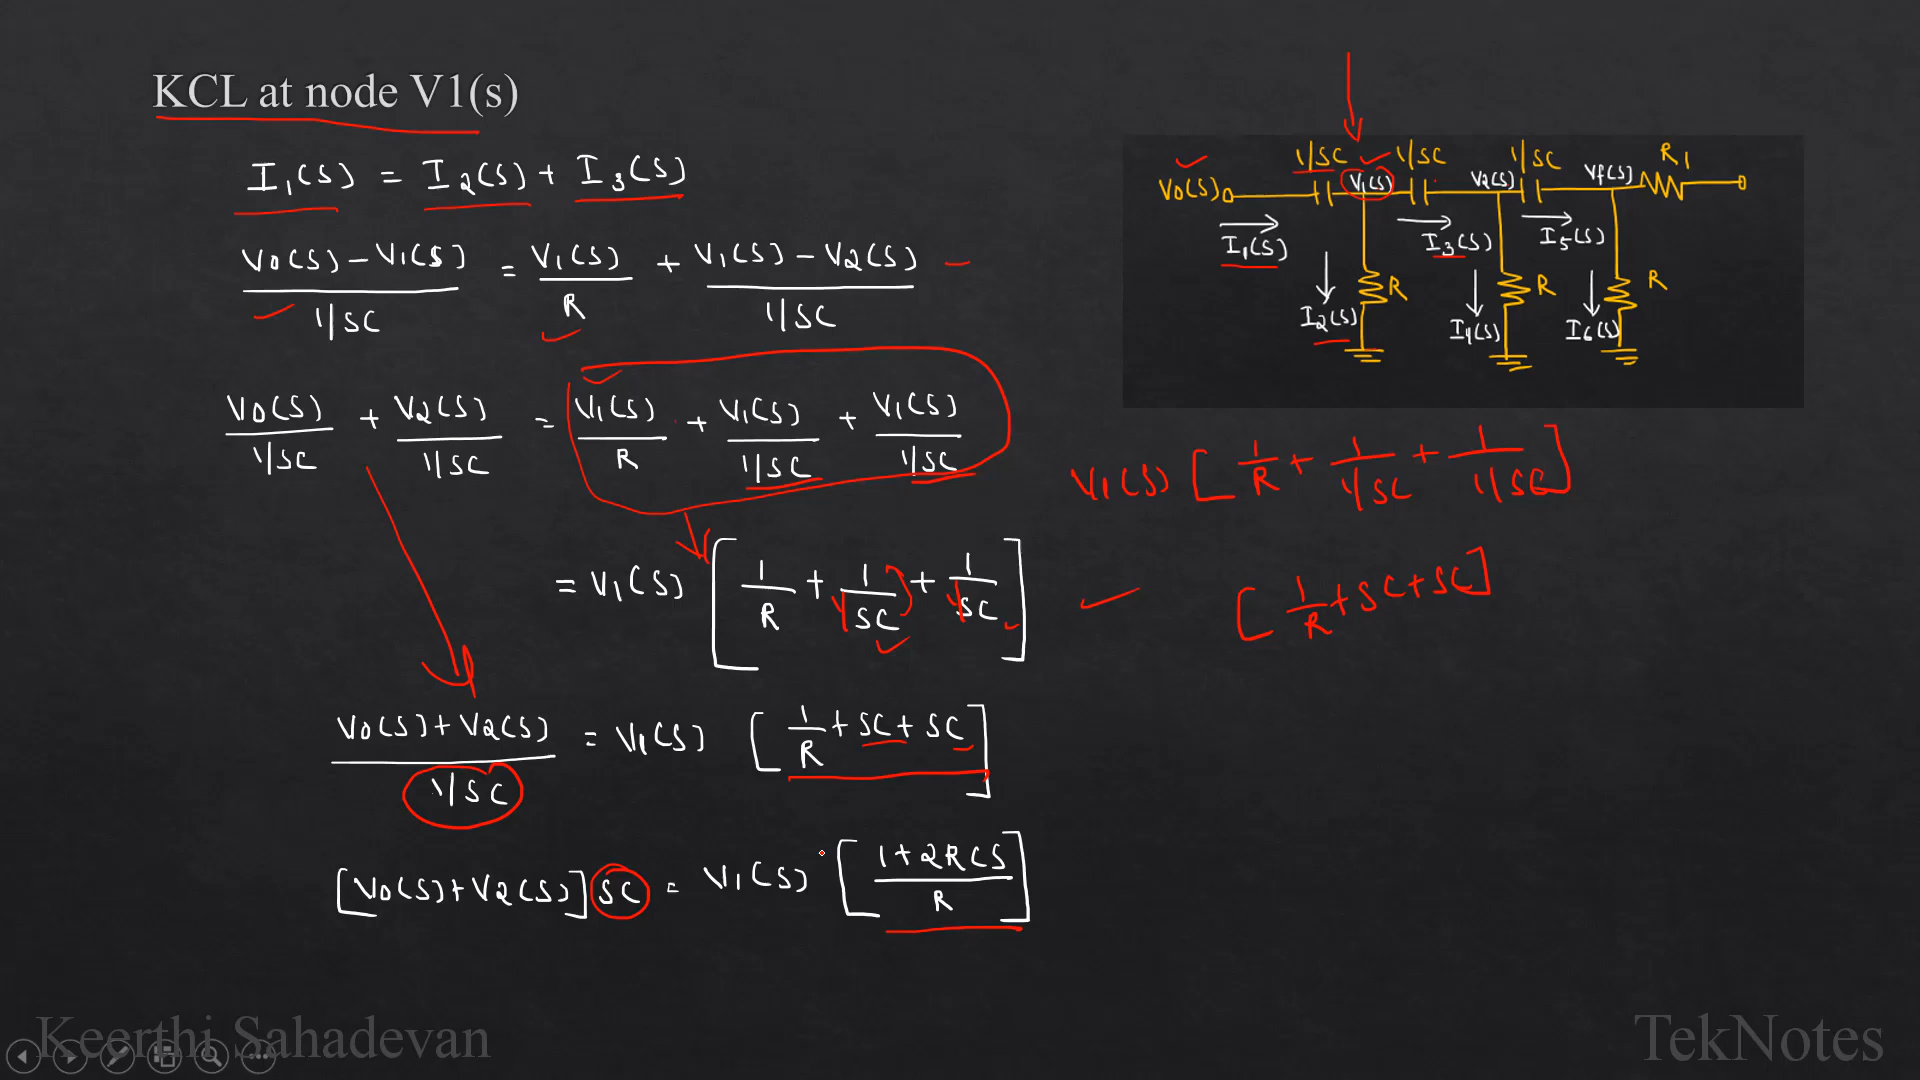 KCL at node V1(s)
I1(S) = I2(S) + I3(S)
V0(S) - V1(S) / 1/SC = V1(S) / R + V1(S) - V2(S) / 1/SC
V0(S) / 1/SC + V2(S) / 1/SC = V1(S) / R + V1(S) / 1/SC + V1(S) / 1/SC
= V1(S) [ 1/R + 1 / 1/SC + 1 / 1/SC ]
V0(S) + V2(S) / 1/SC = V1(S) [ 1/R + SC + SC ]
[V0(S) + V2(S)] SC = V1(S) [ 1+2RCS / R ]
1/SC 1/SC 1/SC R1
V0(S) V1(S) V2(S) Vf(S)
I1(S) I3(S) I5(S)
R R R
I2(S) I4(S) I6(S)
V1(S) [ 1/R + 1 / 1/SC + 1 / 1/SC ]
[ 1/R + SC + SC ]
Keerthi Sahadevan
TekNotes